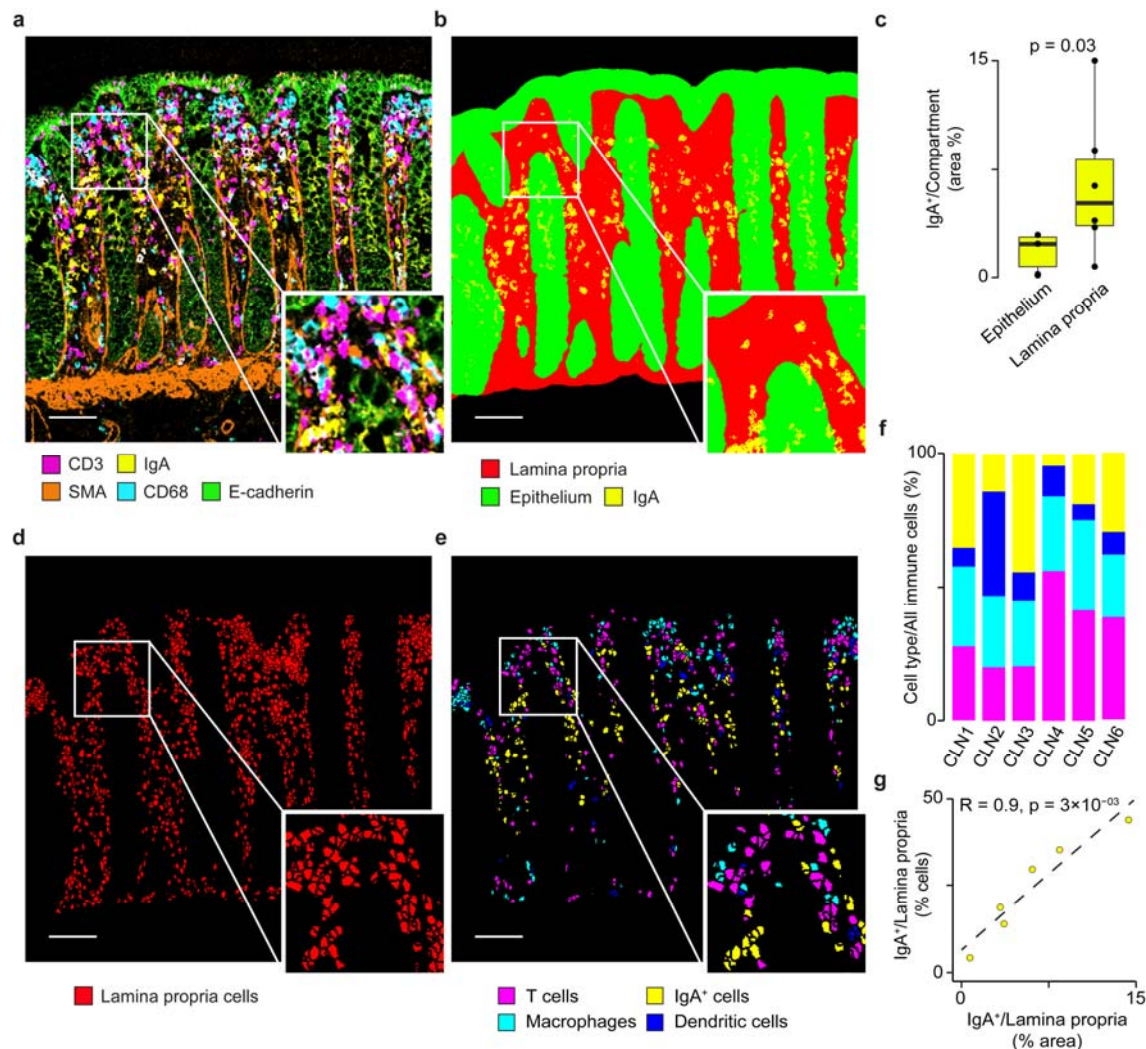 a
b
c
p = 0.03
15
0
IgA⁺/Compartment
(area %)
Epithelium
Lamina propria
CD3
IgA
SMA
CD68
E-cadherin
Lamina propria
Epithelium
IgA
d
e
f
100
0
Cell type/All immune cells (%)
CLN1
CLN2
CLN3
CLN4
CLN5
CLN6
Lamina propria cells
T cells
IgA⁺ cells
Macrophages
Dendritic cells
g
50
R = 0.9, p = 3×10⁻⁰³
0
IgA⁺/Lamina propria
(% cells)
0
15
IgA⁺/Lamina propria
(% area)